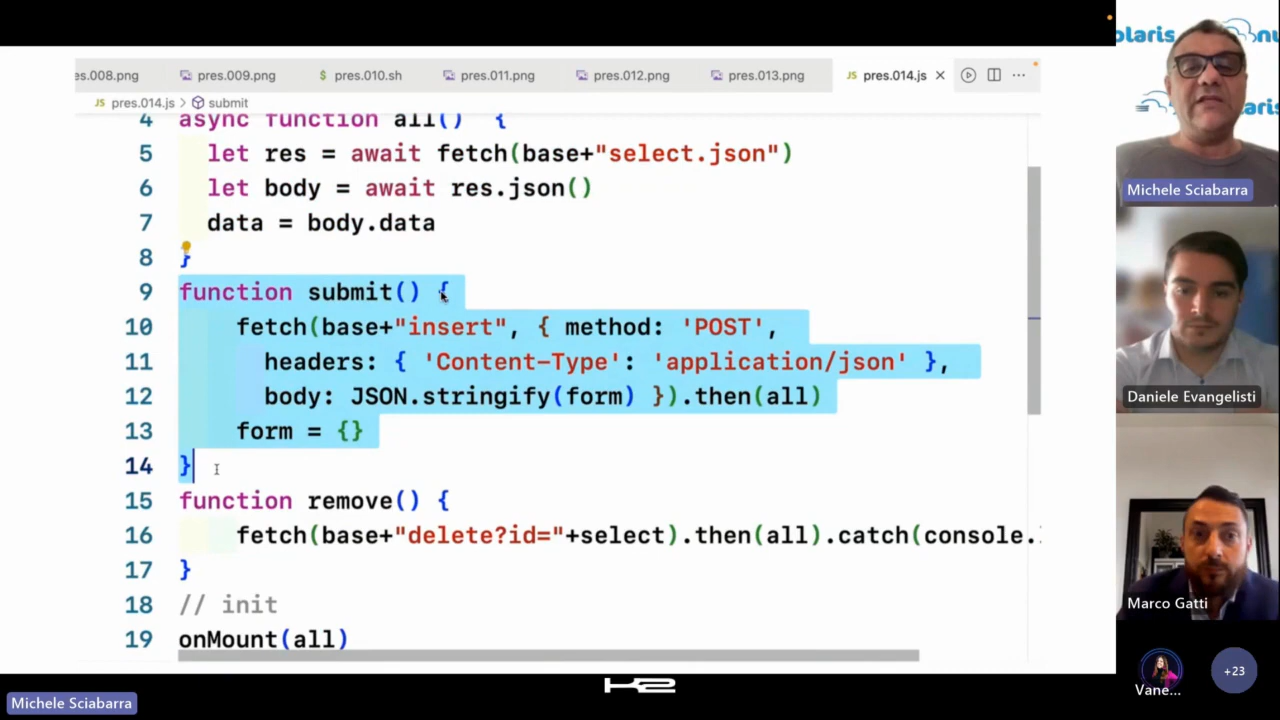 es.008.png
pres.009.png
pres.010.sh
pres.011.png
pres.012.png
pres.013.png
pres.014.js
pres.014.js
submit
4 async function all() {
5 let res = await fetch(base+"select.json")
6 let body = await res.json()
7 data = body.data
8 }
9 function submit() {
10 fetch(base+"insert", { method: 'POST',
11 headers: { 'Content-Type': 'application/json' },
12 body: JSON.stringify(form) }).then(all)
13 form = {}
14 }
15 function remove() {
16 fetch(base+"delete?id="+select).then(all).catch(console.
17 }
18 // init
19 onMount(all)
olaris
nu
laris
Michele Sciabarra
Daniele Evangelisti
Marco Gatti
Vane...
+23
Michele Sciabarra
K2